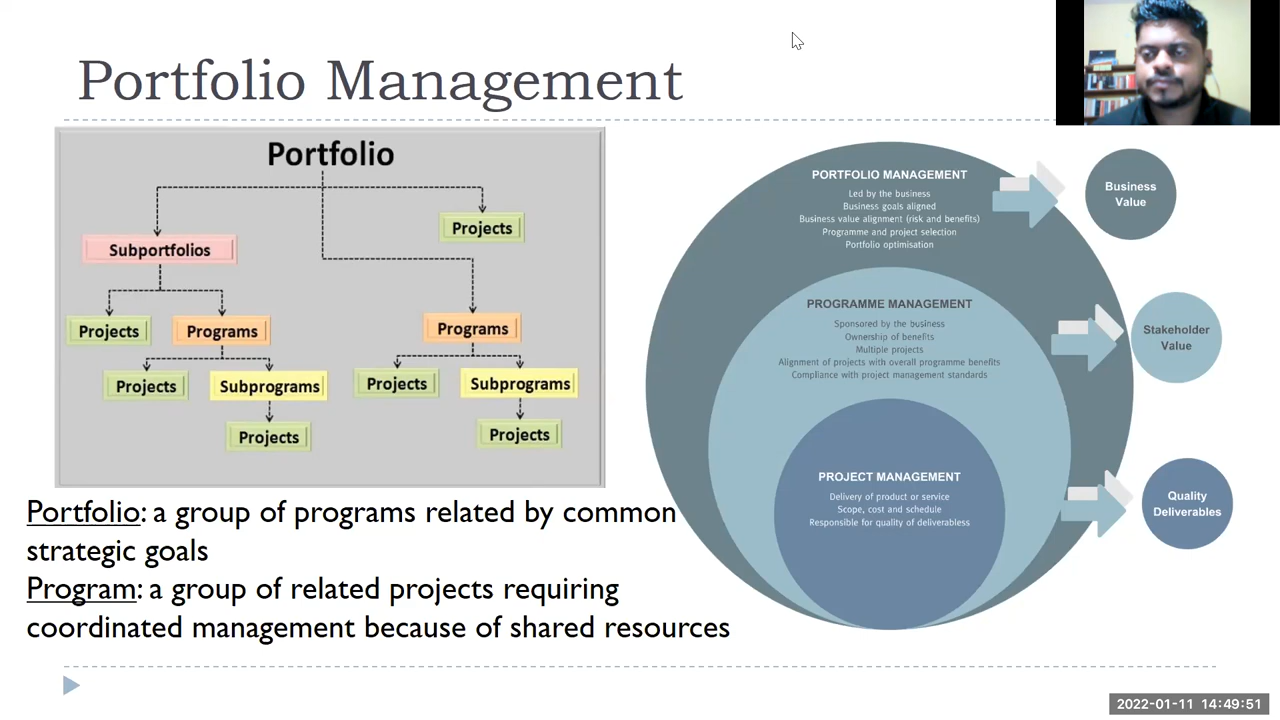 Portfolio Management
Portfolio
Projects
Subportfolios
Projects
Programs
Programs
Projects
Subprograms
Projects
Subprograms
Projects
Projects
Portfolio: a group of programs related by common
strategic goals
Program: a group of related projects requiring
coordinated management because of shared resources
PORTFOLIO MANAGEMENT
Led by the business
Business goals aligned
Business value alignment (risk and benefits)
Programme and project selection
Portfolio optimisation
Business
Value
PROGRAMME MANAGEMENT
Sponsored by the business
Ownership of benefits
Multiple projects
Alignment of projects with overall programme benefits
Compliance with project management standards
Stakeholder
Value
PROJECT MANAGEMENT
Delivery of product or service
Scope, cost and schedule
Responsible for quality of deliverabless
Quality
Deliverables
2022-01-11 14:49:51